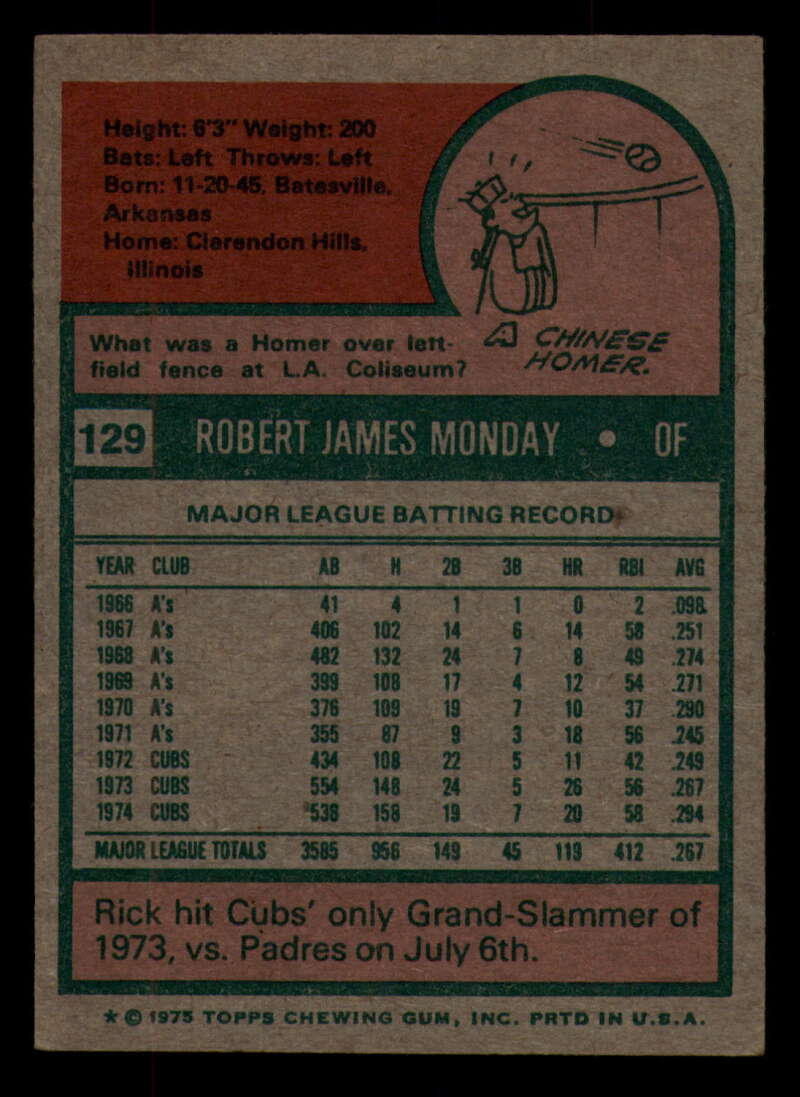 Height: 6'3" Weight: 200
Bats: Left Throws: Left
Born: 11-20-45, Batesville,
Arkansas
Home: Clarendon Hills,
Illinois
What was a Homer over left-
field fence at L.A. Coliseum?
A CHINESE
HOMER.
129 ROBERT JAMES MONDAY • OF
MAJOR LEAGUE BATTING RECORD
YEAR CLUB AB H 2B 3B HR RBI AVG
1966 A's 41 4 1 1 0 2 .098
1967 A's 406 102 14 6 14 58 .251
1968 A's 482 132 24 7 8 49 .274
1969 A's 399 108 17 4 12 54 .271
1970 A's 376 109 19 7 10 37 .290
1971 A's 355 87 9 3 18 56 .245
1972 CUBS 434 108 22 5 11 42 .249
1973 CUBS 554 148 24 5 26 56 .267
1974 CUBS 538 158 19 7 20 58 .294
MAJOR LEAGUE TOTALS 3585 956 149 45 119 412 .267
Rick hit Cubs' only Grand-Slammer of
1973, vs. Padres on July 6th.
* © 1975 TOPPS CHEWING GUM, INC. PRTD IN U.S.A.